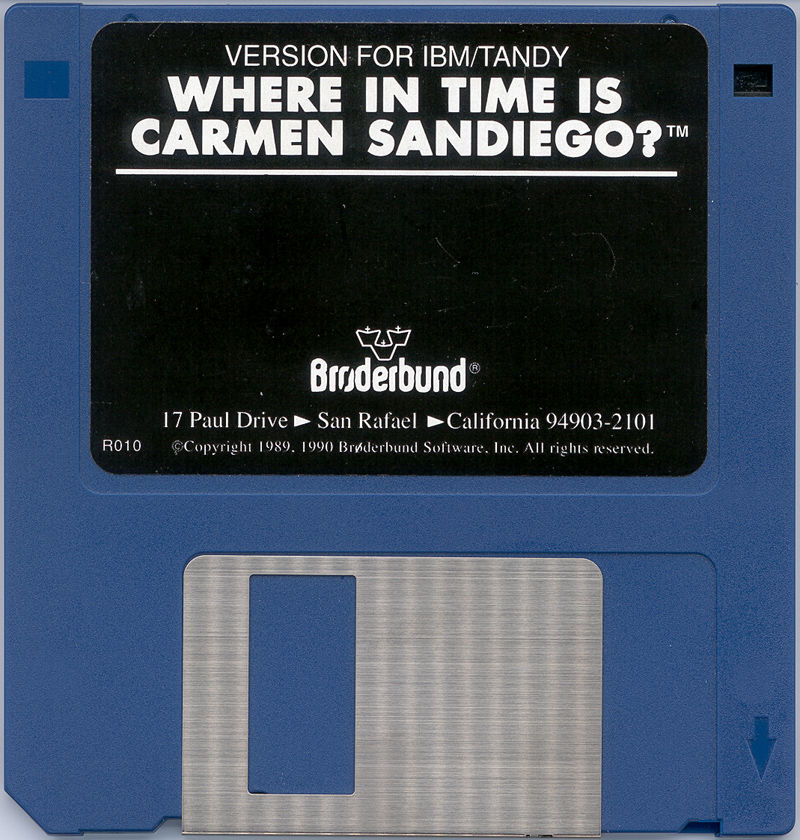 VERSION FOR IBM/TANDY
WHERE IN TIME IS
CARMEN SANDIEGO?™
Brøderbund®
17 Paul Drive ► San Rafael ► California 94903-2101
R010 ©Copyright 1989, 1990 Brøderbund Software, Inc. All rights reserved.